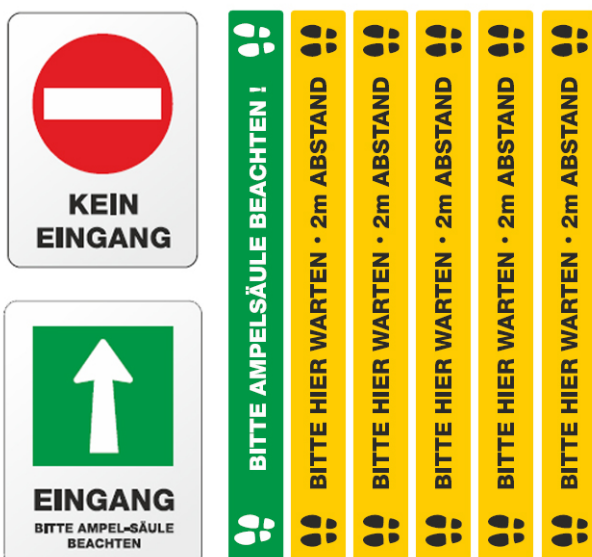 KEIN
EINGANG
EINGANG
BITTE AMPEL-SÄULE
BEACHTEN
BITTE AMPELSÄULE BEACHTEN !
BITTE HIER WARTEN • 2m ABSTAND
BITTE HIER WARTEN • 2m ABSTAND
BITTE HIER WARTEN • 2m ABSTAND
BITTE HIER WARTEN • 2m ABSTAND
BITTE HIER WARTEN • 2m ABSTAND